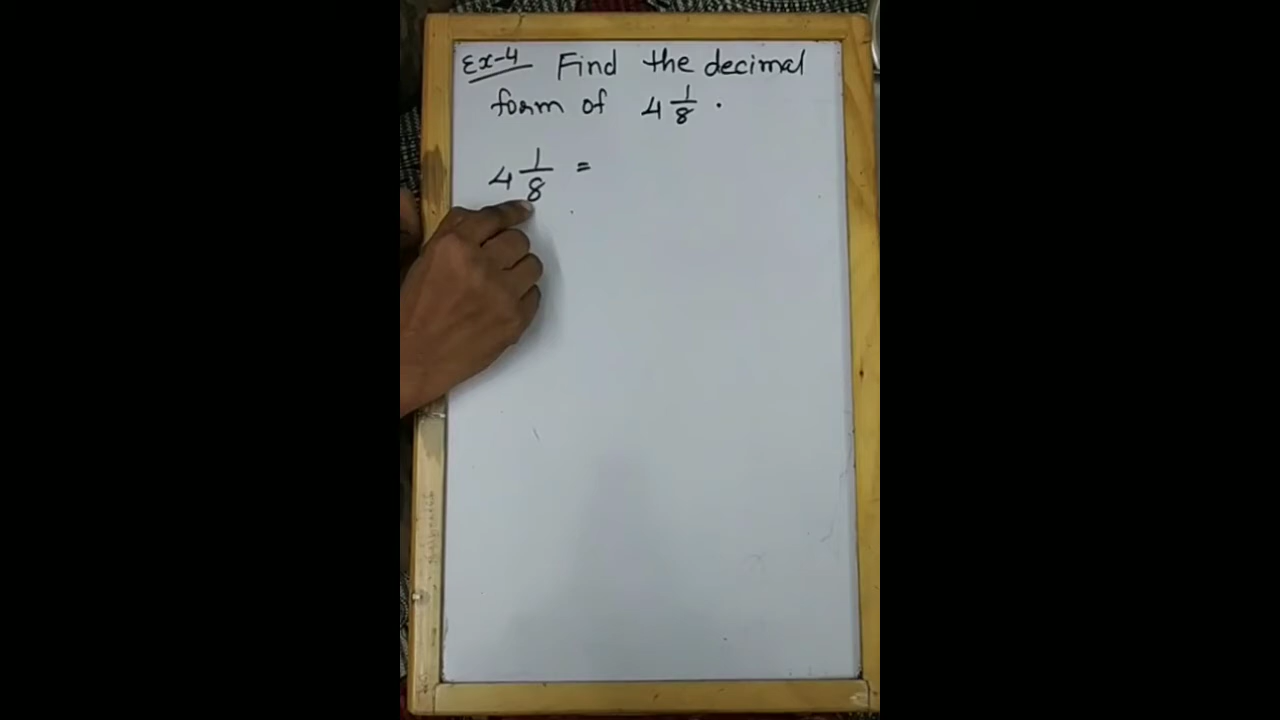 Ex-4 Find the decimal
form of 4 1/8 .
4 1/8 =